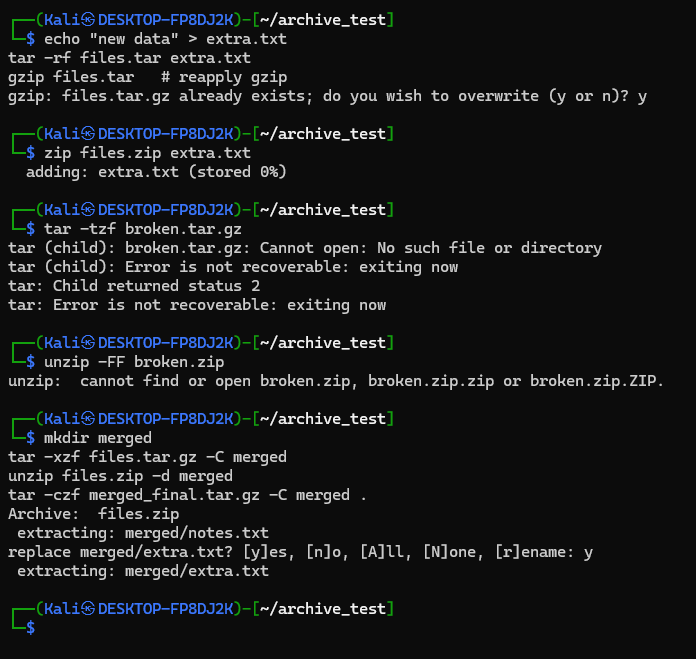 ┌──(Kali㉿DESKTOP-FP8DJ2K)-[~/archive_test]
└─$ echo "new data" > extra.txt
tar -rf files.tar extra.txt
gzip files.tar   # reapply gzip
gzip: files.tar.gz already exists; do you wish to overwrite (y or n)? y

┌──(Kali㉿DESKTOP-FP8DJ2K)-[~/archive_test]
└─$ zip files.zip extra.txt
  adding: extra.txt (stored 0%)

┌──(Kali㉿DESKTOP-FP8DJ2K)-[~/archive_test]
└─$ tar -tzf broken.tar.gz
tar (child): broken.tar.gz: Cannot open: No such file or directory
tar (child): Error is not recoverable: exiting now
tar: Child returned status 2
tar: Error is not recoverable: exiting now

┌──(Kali㉿DESKTOP-FP8DJ2K)-[~/archive_test]
└─$ unzip -FF broken.zip
unzip:  cannot find or open broken.zip, broken.zip.zip or broken.zip.ZIP.

┌──(Kali㉿DESKTOP-FP8DJ2K)-[~/archive_test]
└─$ mkdir merged
tar -xzf files.tar.gz -C merged
unzip files.zip -d merged
tar -czf merged_final.tar.gz -C merged .
Archive:  files.zip
 extracting: merged/notes.txt
replace merged/extra.txt? [y]es, [n]o, [A]ll, [N]one, [r]ename: y
 extracting: merged/extra.txt

┌──(Kali㉿DESKTOP-FP8DJ2K)-[~/archive_test]
└─$